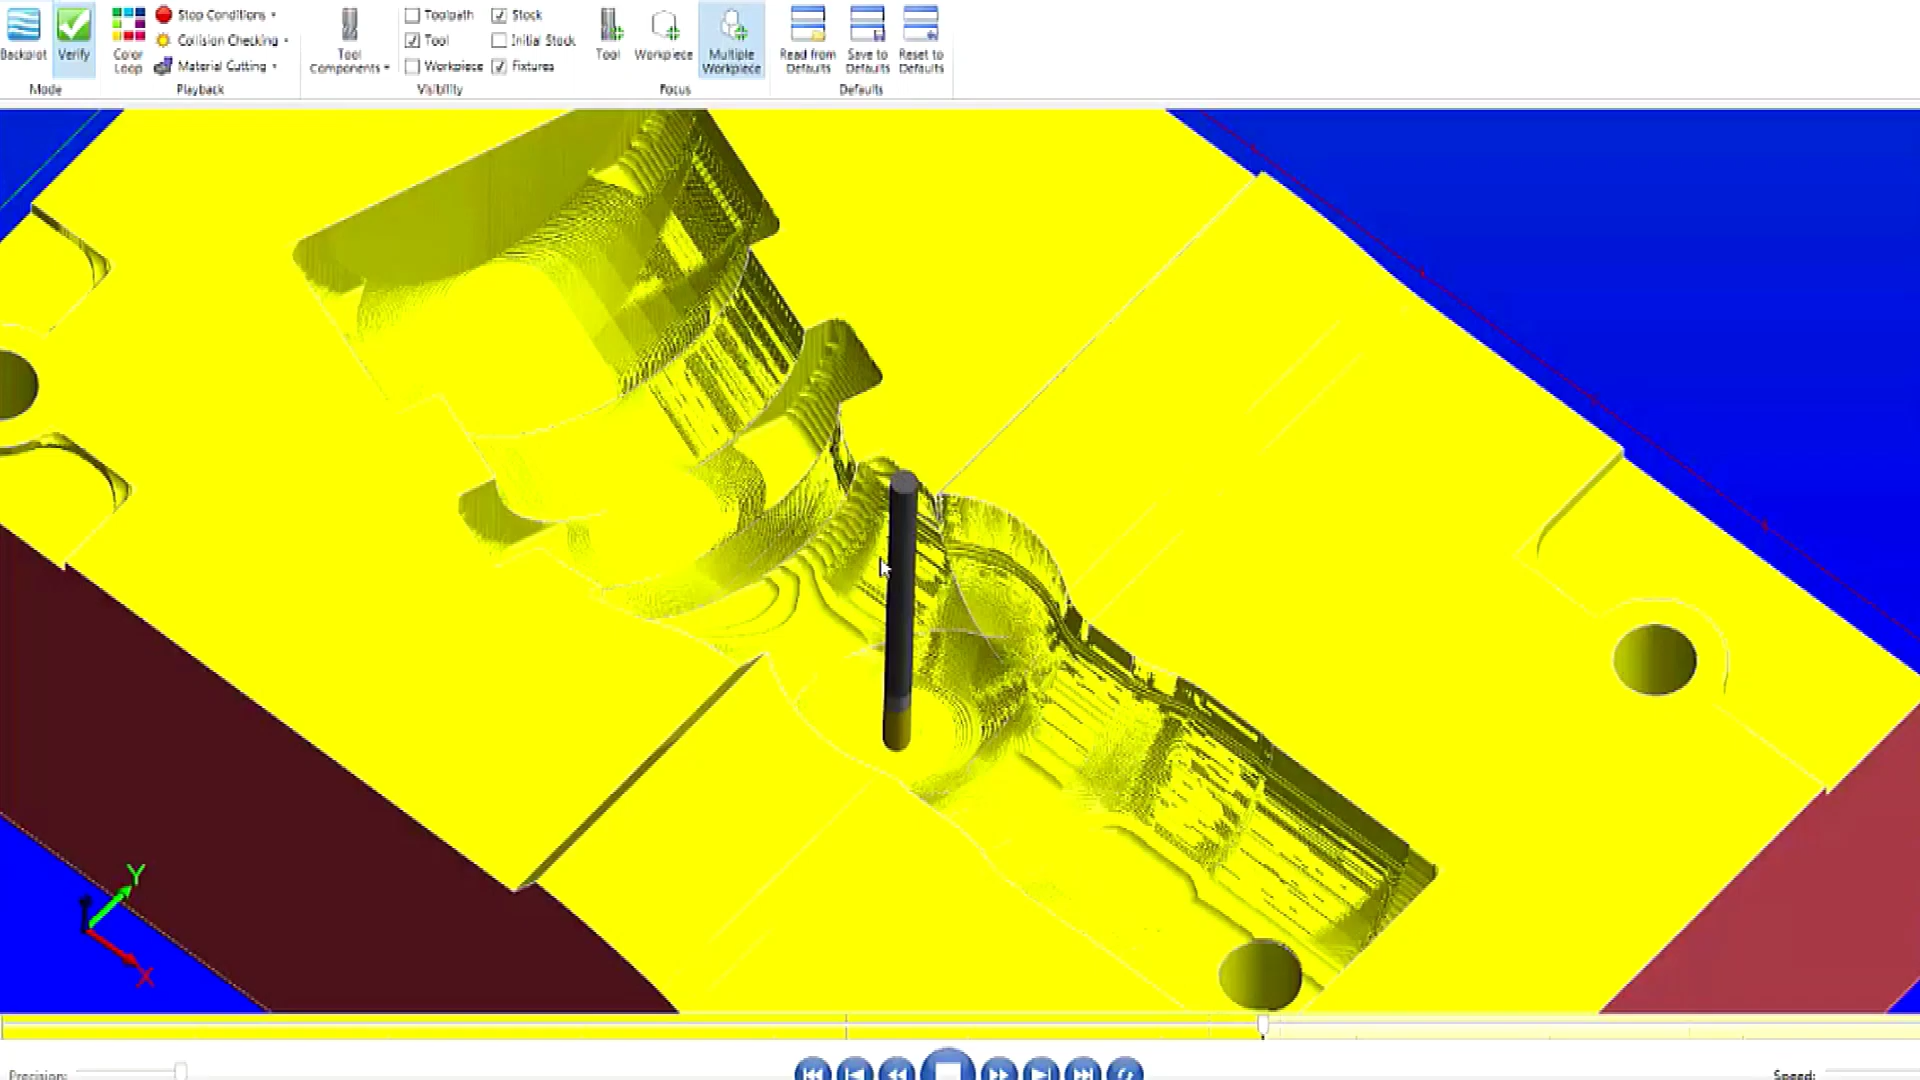 Backplot
Verify
Mode
Color
Loop
Stop Conditions
Collision Checking
Material Cutting
Playback
Tool
Components
Toolpath
Tool
Workpiece
Stock
Initial Stock
Fixtures
Visibility
Tool
Workpiece
Multiple
Workpiece
Focus
Read from
Defaults
Save to
Defaults
Reset to
Defaults
Defaults
Y
X
Precision:
Speed: